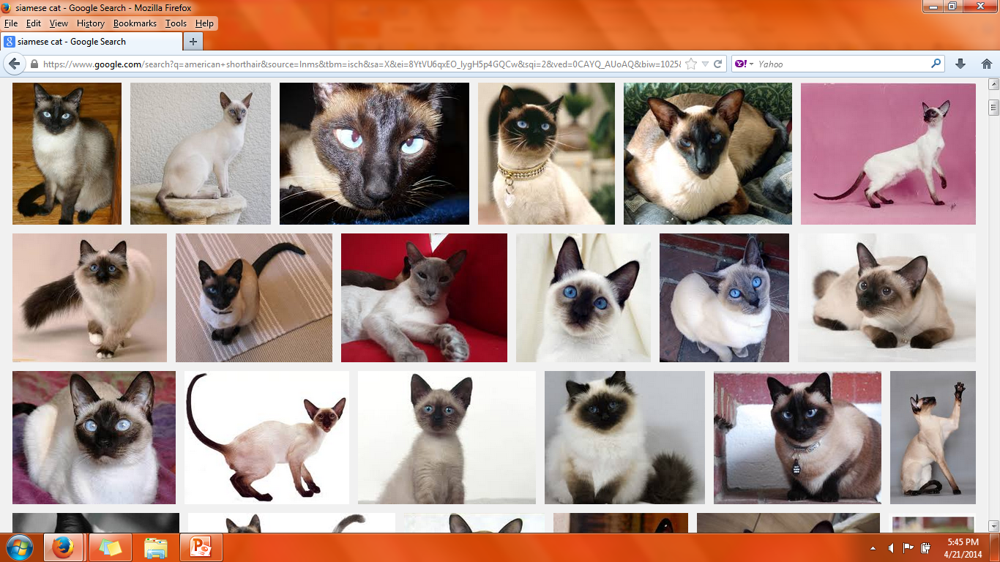 siamese cat - Google Search - Mozilla Firefox
File Edit View History Bookmarks Tools Help
siamese cat - Google Search
https://www.google.com/search?q=american+shorthair&source=lnms&tbm=isch&sa=X&ei=8YtVU6qxEO_lygH5p4GQCw&sqi=2&ved=0CAYQ_AUoAQ&biw=1025&
Yahoo
5:45 PM
4/21/2014